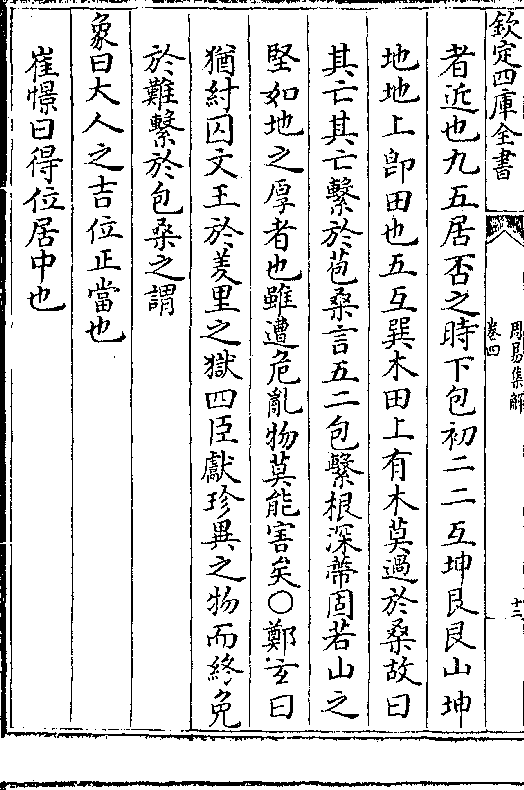 欽定四庫全書
周易集解
卷四
十三
者近也九五居否之時下包初二二互坤艮艮山坤
地地上卽田也五互巽木田上有木莫過於桑故曰
其亡其亡繫於苞桑言五二包繫根深蔕固若山之
堅如地之厚者也雖遭危亂物莫能害矣〇鄭玄曰
猶紂囚文王於羑里之獄四臣獻珍異之物而終免
於難繫於包桑之謂
象曰大人之吉位正當也
崔憬曰得位居中也